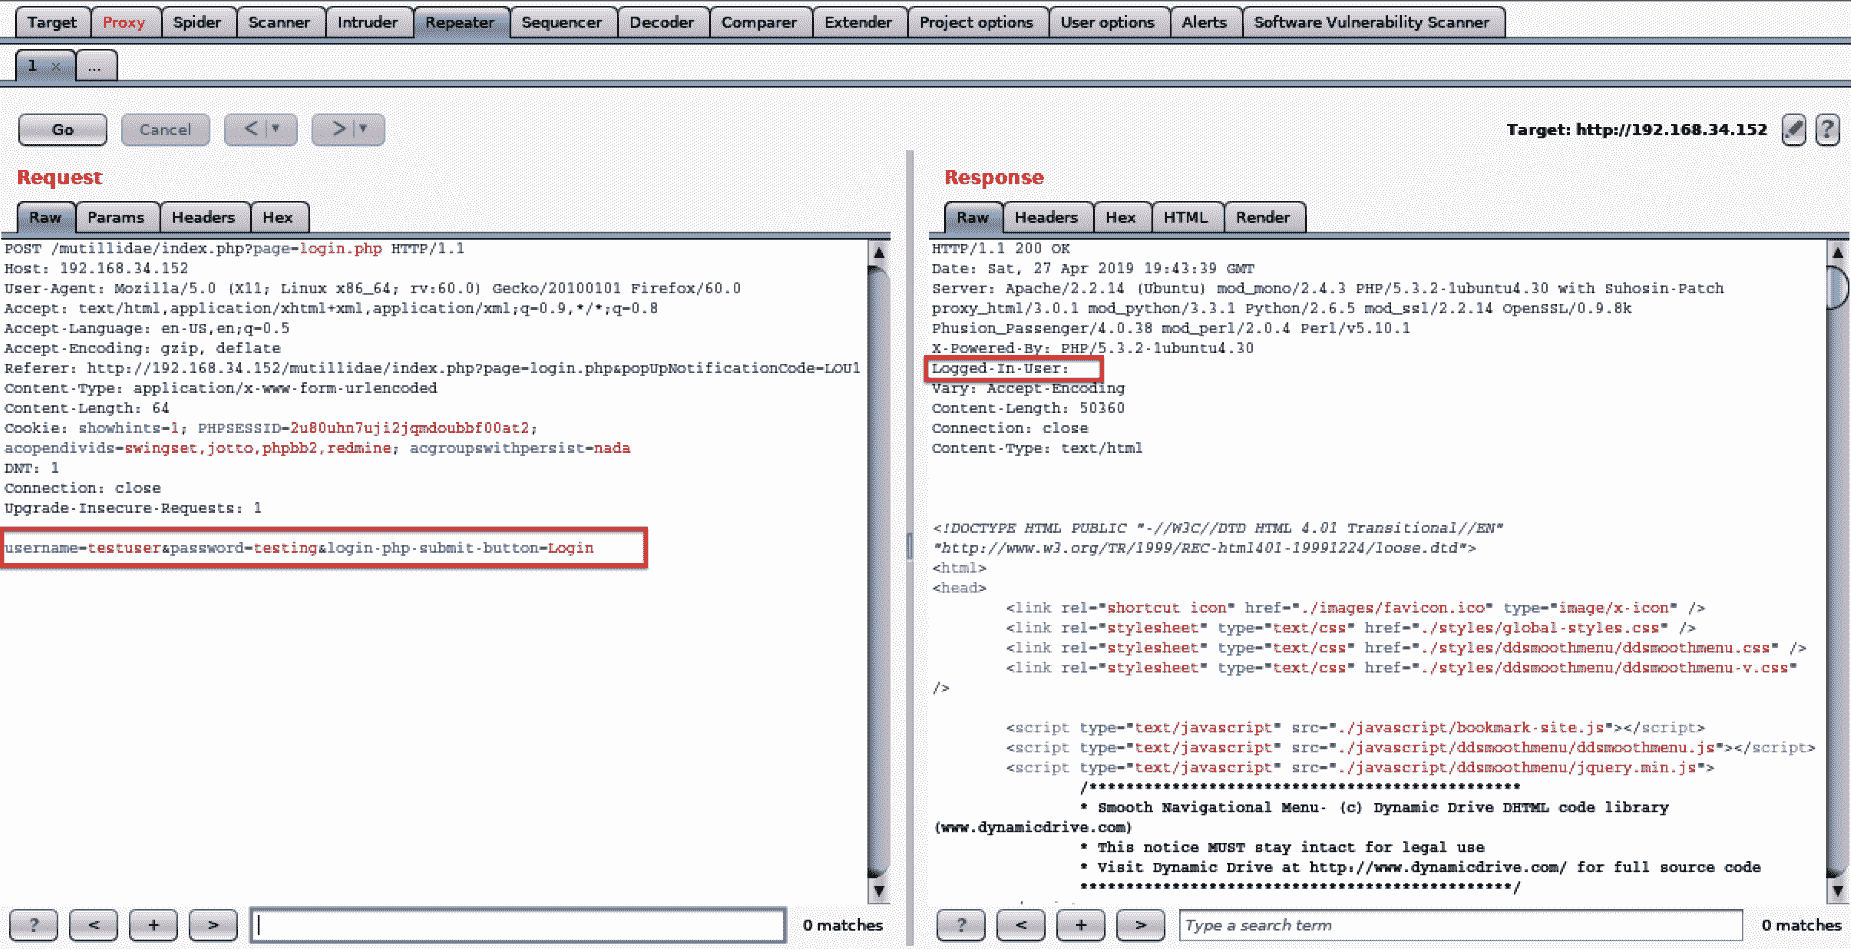 Target Proxy Spider Scanner Intruder Repeater Sequencer Decoder Comparer Extender Project options User options Alerts Software Vulnerability Scanner
1 × ...
Go Cancel < ▼ > ▼ Target: http://192.168.34.152 ?
Request
Raw Params Headers Hex
POST /mutillidae/index.php?page=login.php HTTP/1.1
Host: 192.168.34.152
User-Agent: Mozilla/5.0 (X11; Linux x86_64; rv:60.0) Gecko/20100101 Firefox/60.0
Accept: text/html,application/xhtml+xml,application/xml;q=0.9,*/*;q=0.8
Accept-Language: en-US,en;q=0.5
Accept-Encoding: gzip, deflate
Referer: http://192.168.34.152/mutillidae/index.php?page=login.php&popUpNotificationCode=LOU1
Content-Type: application/x-www-form-urlencoded
Content-Length: 64
Cookie: showhints=1; PHPSESSID=2u80uhn7uji2jqmdoubbf00at2;
acopendivids=swingset,jotto,phpbb2,redmine; acgroupswithpersist=nada
DNT: 1
Connection: close
Upgrade-Insecure-Requests: 1
username=testuser&password=testing&login-php-submit-button=Login
? < + > 0 matches
Response
Raw Headers Hex HTML Render
HTTP/1.1 200 OK
Date: Sat, 27 Apr 2019 19:43:39 GMT
Server: Apache/2.2.14 (Ubuntu) mod_mono/2.4.3 PHP/5.3.2-1ubuntu4.30 with Suhosin-Patch
proxy_html/3.0.1 mod_python/3.3.1 Python/2.6.5 mod_ssl/2.2.14 OpenSSL/0.9.8k
Phusion_Passenger/4.0.38 mod_perl/2.0.4 Perl/v5.10.1
X-Powered-By: PHP/5.3.2-1ubuntu4.30
Logged-In-User:
Vary: Accept-Encoding
Content-Length: 50360
Connection: close
Content-Type: text/html
<!DOCTYPE HTML PUBLIC "-//W3C//DTD HTML 4.01 Transitional//EN"
"http://www.w3.org/TR/1999/REC-html401-19991224/loose.dtd">
<html>
<head>
<link rel="shortcut icon" href="./images/favicon.ico" type="image/x-icon" />
<link rel="stylesheet" type="text/css" href="./styles/global-styles.css" />
<link rel="stylesheet" type="text/css" href="./styles/ddsmoothmenu/ddsmoothmenu.css" />
<link rel="stylesheet" type="text/css" href="./styles/ddsmoothmenu/ddsmoothmenu-v.css"
/>
<script type="text/javascript" src="./javascript/bookmark-site.js"></script>
<script type="text/javascript" src="./javascript/ddsmoothmenu/ddsmoothmenu.js"></script>
<script type="text/javascript" src="./javascript/ddsmoothmenu/jquery.min.js">
/***********************************************
* Smooth Navigational Menu- (c) Dynamic Drive DHTML code library
(www.dynamicdrive.com)
* This notice MUST stay intact for legal use
* Visit Dynamic Drive at http://www.dynamicdrive.com/ for full source code
***********************************************/
? < + > Type a search term 0 matches